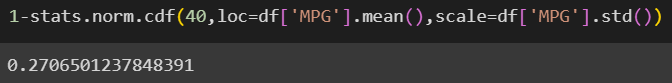 1-stats.norm.cdf(40,loc=df['MPG'].mean(),scale=df['MPG'].std())
0.2706501237848391